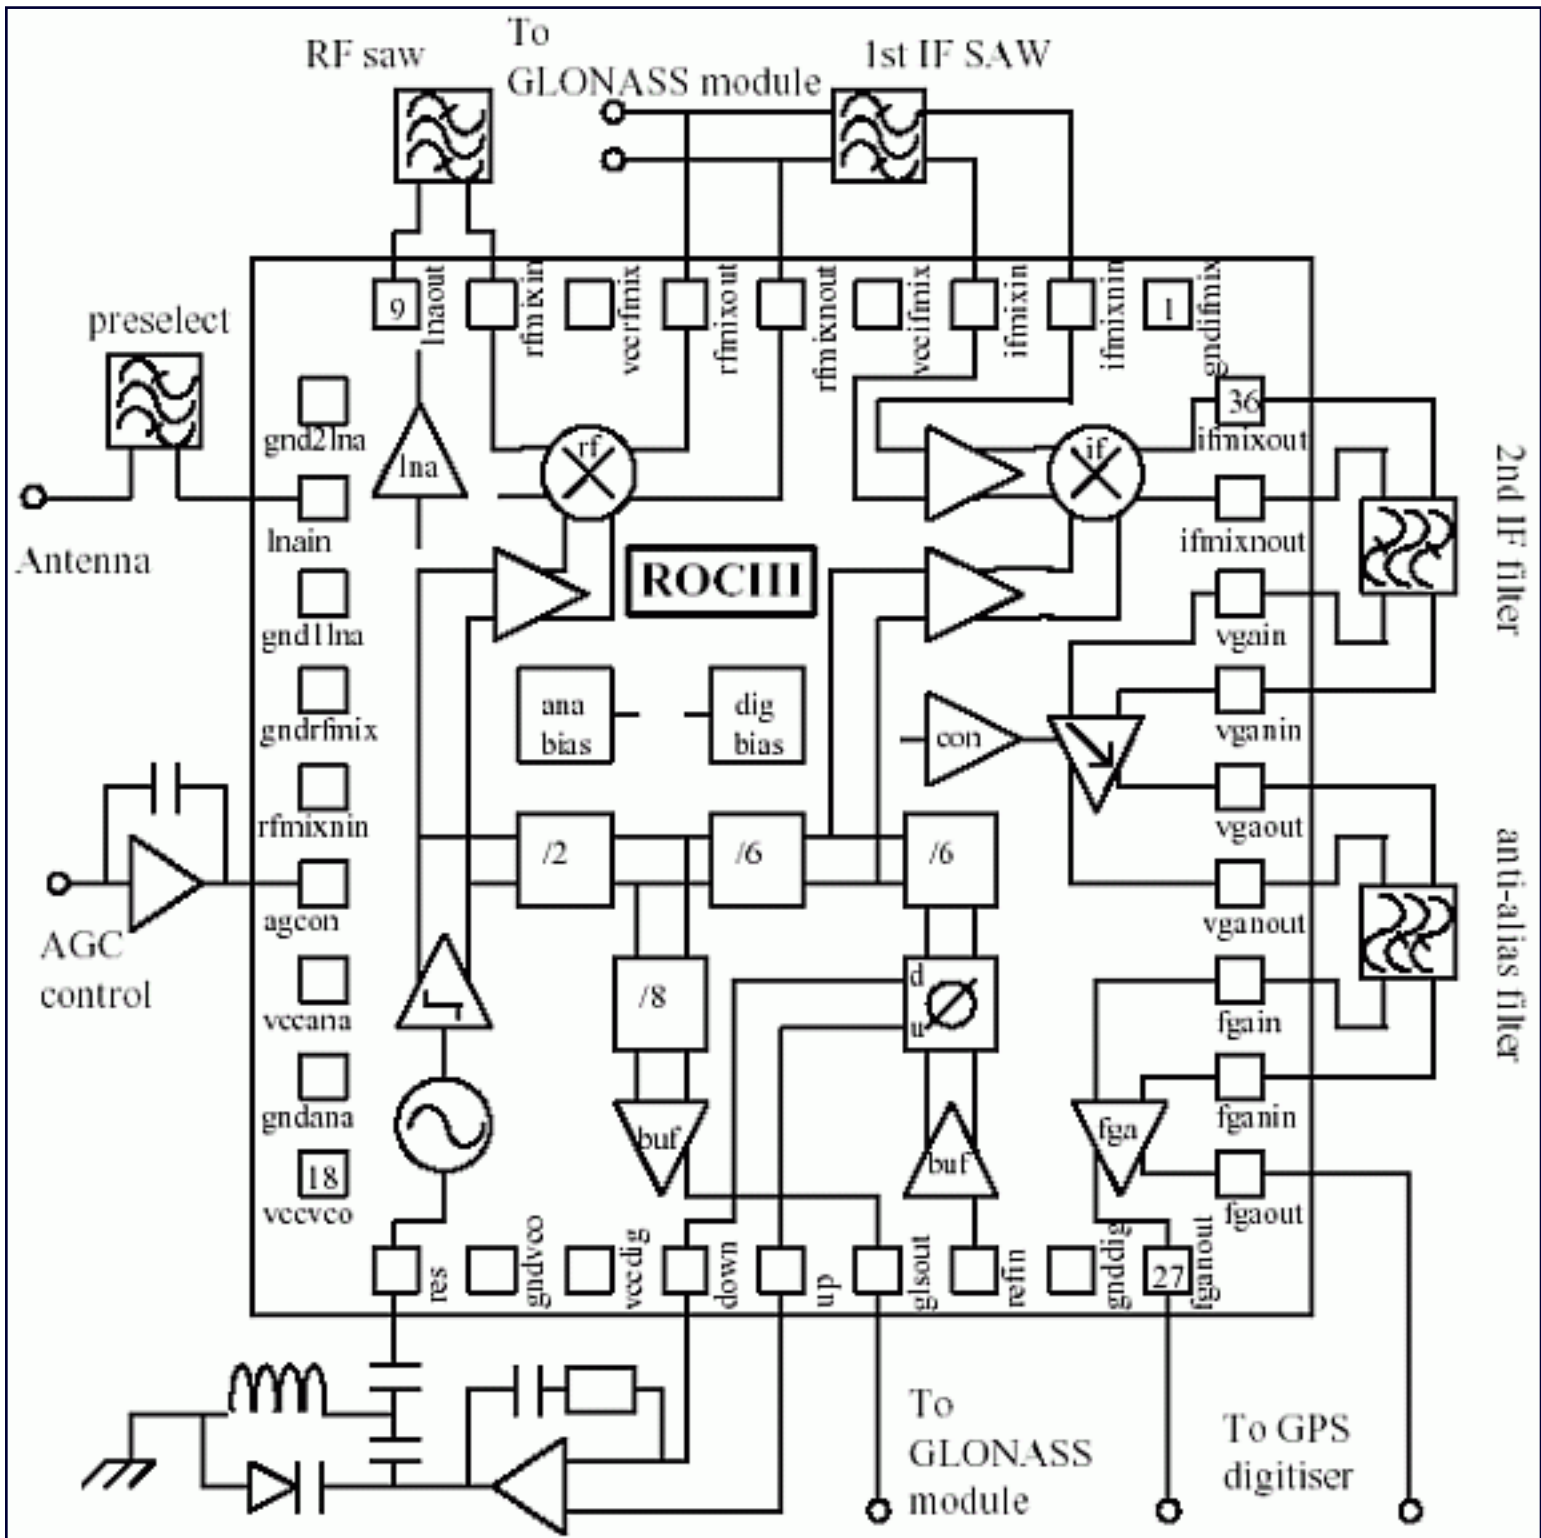 RF saw
To
GLONASS module
1st IF SAW
9
lnaout
rfmixin
vccrfmix
rfmixout
rfmixnout
vccifmix
ifmixin
ifmixnin
1
gndifmix
preselect
gnd2lna
lna
rf
if
36
ifmixout
Antenna
lnain
ROCIII
ifmixnout
2nd IF filter
gnd1lna
vgain
gndrfmix
ana
bias
dig
bias
con
vganin
rfmixnin
/2
/6
/6
vgaout
anti-alias filter
AGC
control
agcon
vganout
vccana
/8
d
u
fgain
gndana
buf
buf
fga
fganin
18
vccvco
fgaout
res
gndvco
vccdig
down
up
glsout
refin
gnddig
27
fganout
To
GLONASS
module
To GPS
digitiser